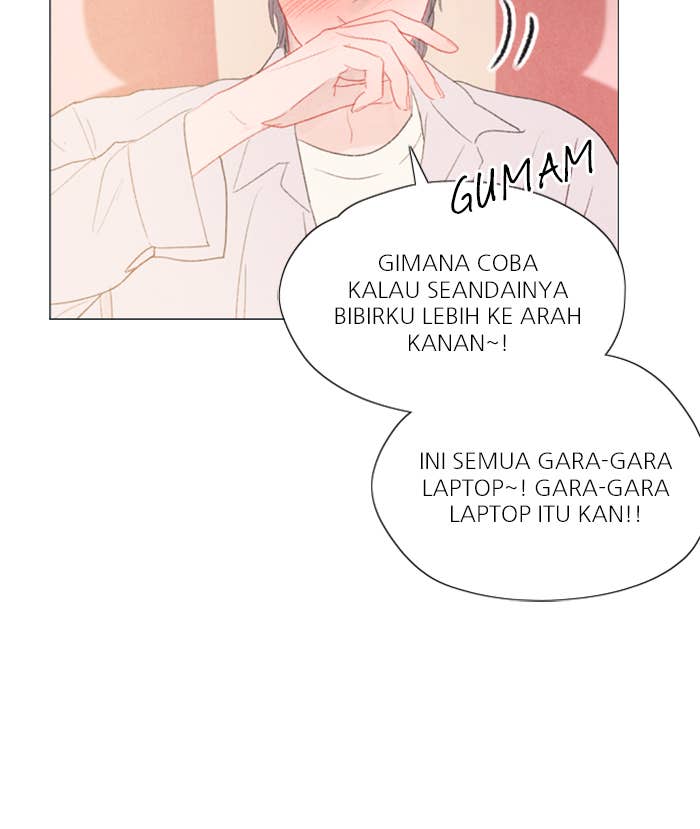 GUMAM
GIMANA COBA
KALAU SEANDAINYA
BIBIRKU LEBIH KE ARAH
KANAN~!
INI SEMUA GARA-GARA
LAPTOP~! GARA-GARA
LAPTOP ITU KAN!!